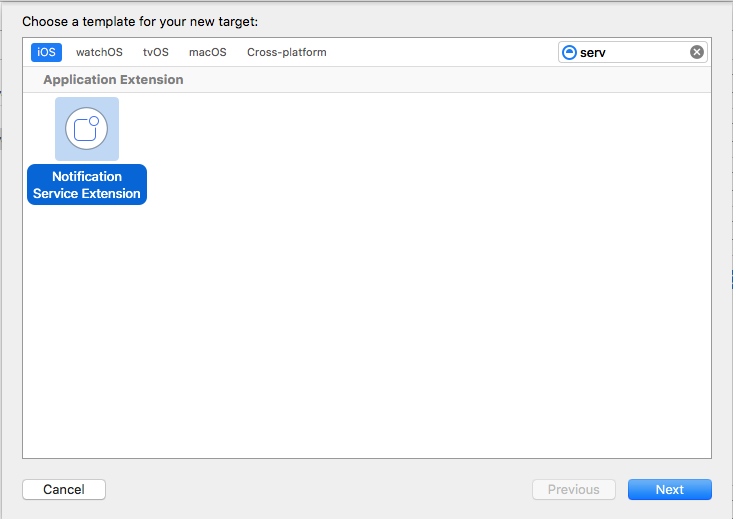 Choose a template for your new target:
iOS watchOS tvOS macOS Cross-platform serv
Application Extension
Notification
Service Extension
Cancel Previous Next